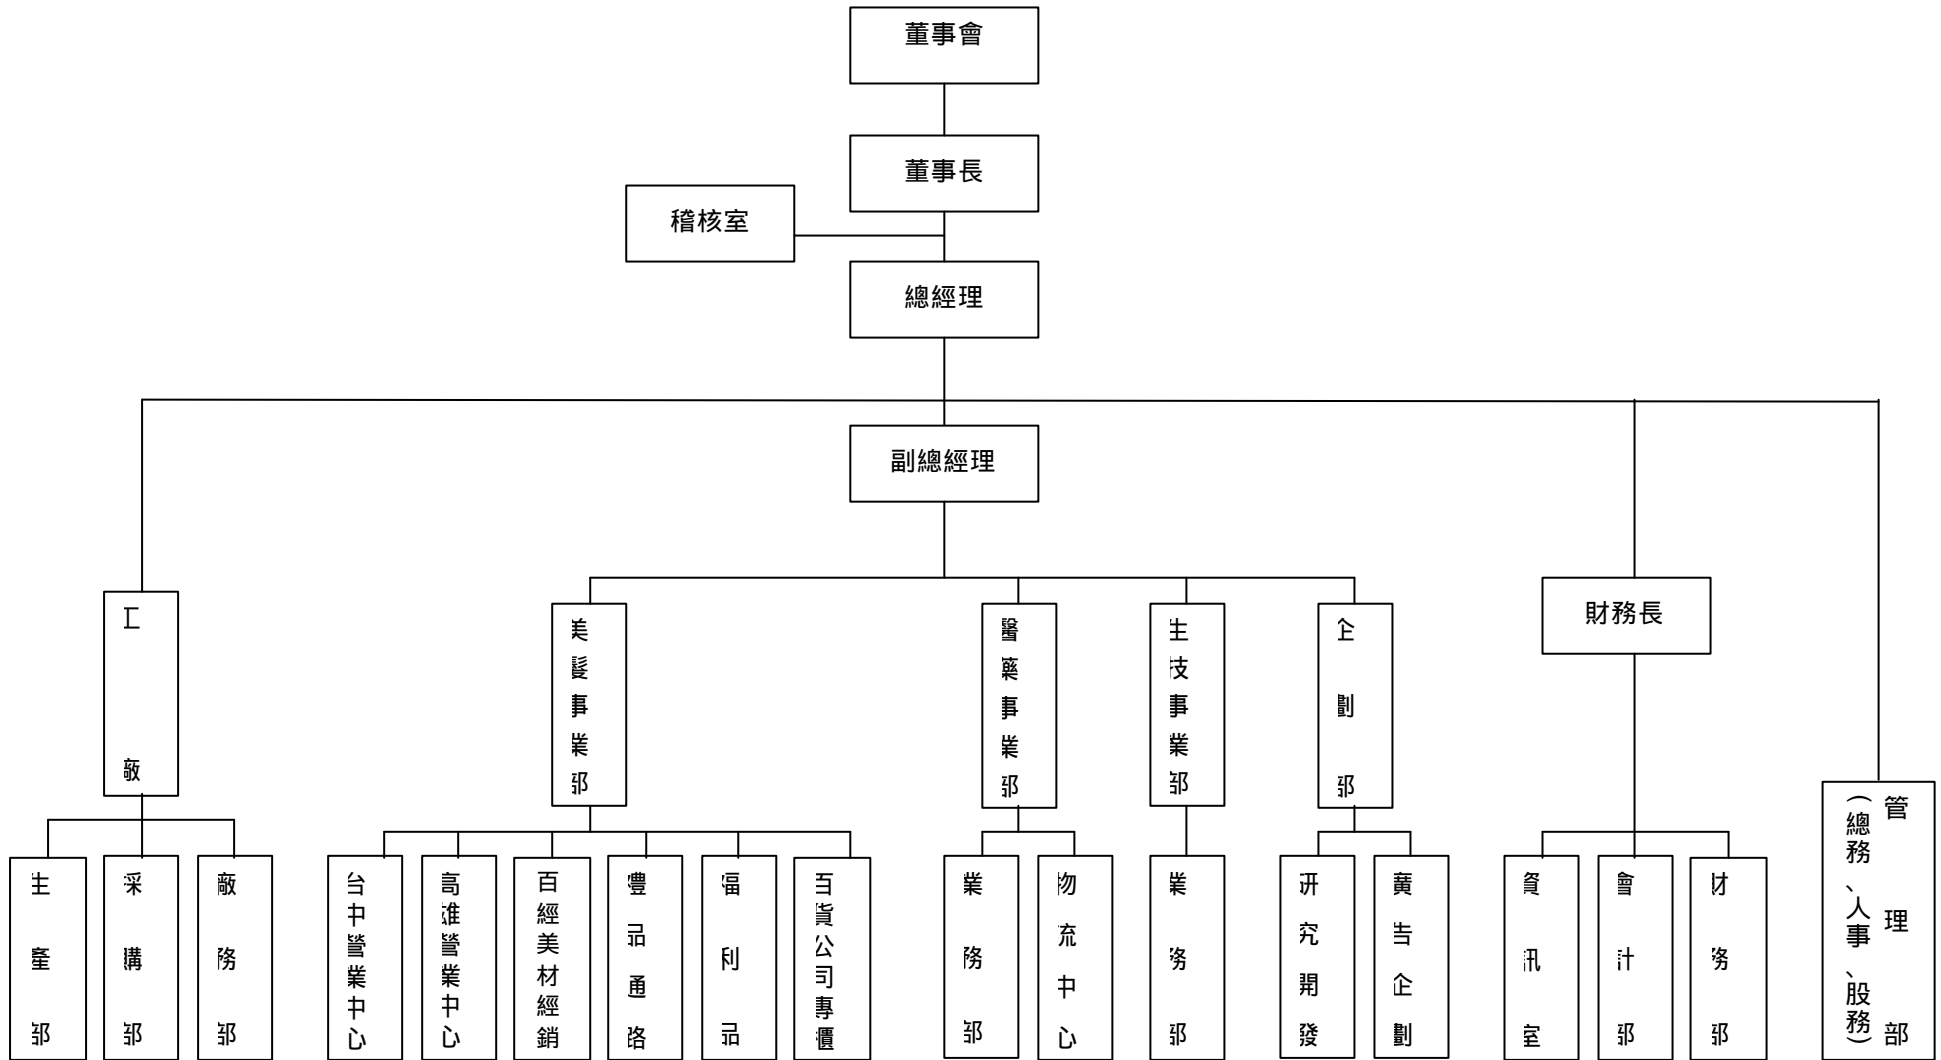 董事會
董事長
稽核室
總經理
副總經理
工廠
美髮事業部
醫藥事業部
生技事業部
企劃部
財務長
管理部
(總務、人事、股務)
生產部
採購部
廠務部
台中營業中心
高雄營業中心
百經美材經銷
禮品通路
福利品
百貨公司專櫃
業務部
物流中心
業務部
研究開發
廣告企劃
資訊室
會計部
財務部